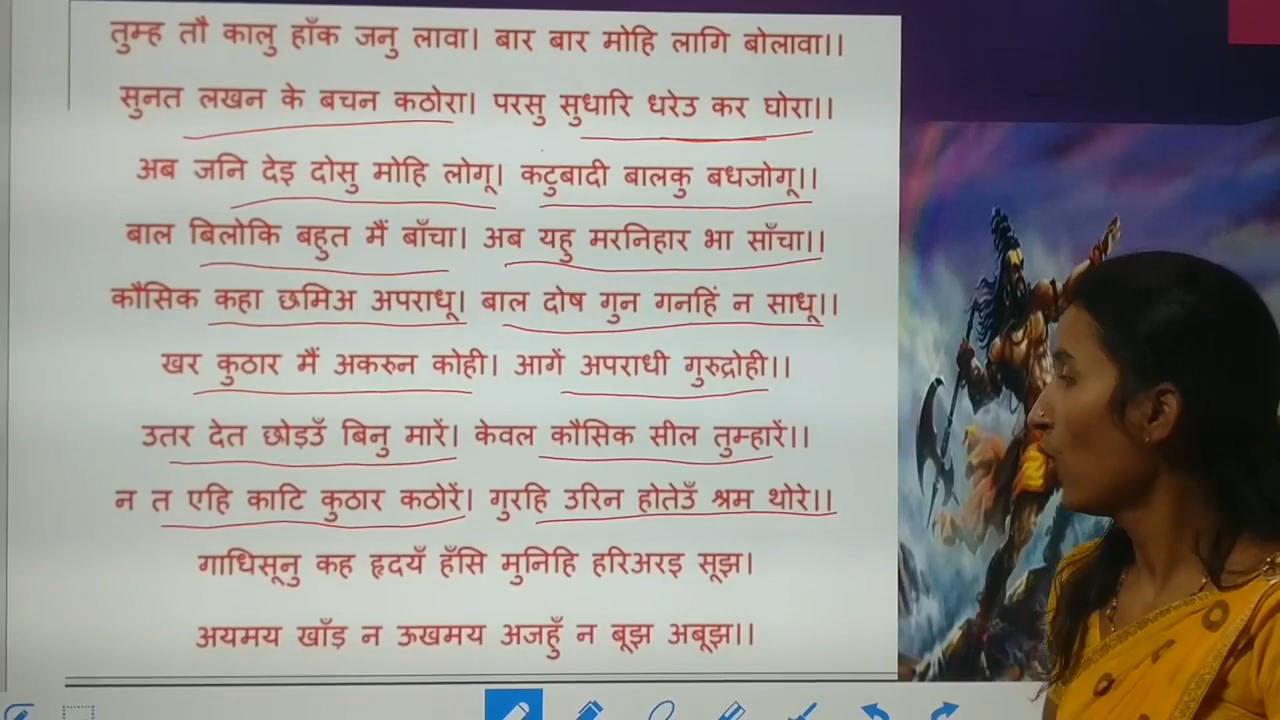 तुम्ह तौ कालु हाँक जनु लावा। बार बार मोहि लागि बोलावा।।
सुनत लखन के बचन कठोरा। परसु सुधारि धरेउ कर घोरा।।
अब जनि देइ दोसु मोहि लोगू। कटुबादी बालकु बधजोगू।।
बाल बिलोकि बहुत मैं बाँचा। अब यहु मरनिहार भा साँचा।।
कौसिक कहा छमिअ अपराधू। बाल दोष गुन गनहिं न साधू।।
खर कुठार मैं अकरुन कोही। आगें अपराधी गुरुद्रोही।।
उतर देत छोड़उँ बिनु मारें। केवल कौसिक सील तुम्हारें।।
न त एहि काटि कुठार कठोरें। गुरहि उरिन होतेउँ श्रम थोरे।।
गाधिसूनु कह हृदयँ हँसि मुनिहि हरिअरइ सूझ।
अयमय खाँड़ न ऊखमय अजहुँ न बूझ अबूझ।।